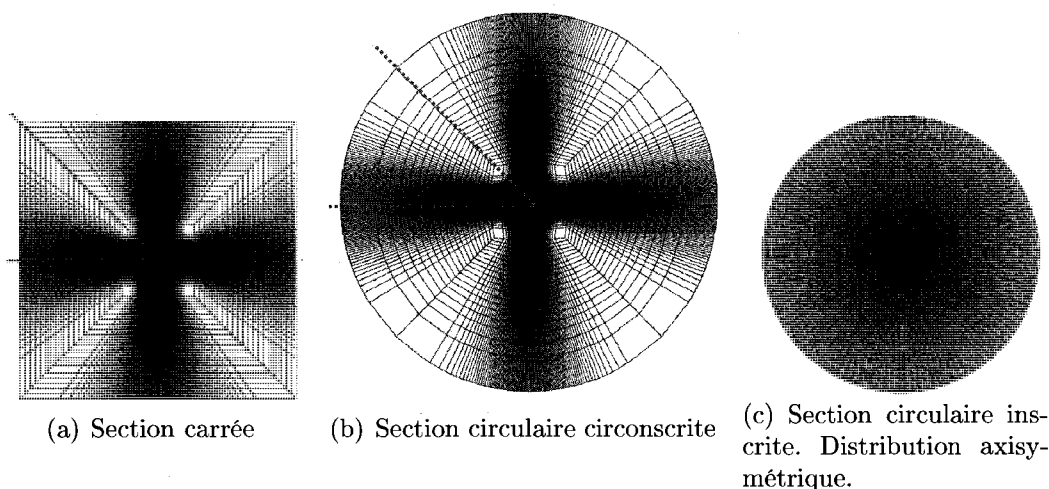 (a) Section carrée
(b) Section circulaire circonscrite
(c) Section circulaire ins-
crite. Distribution axisy-
métrique.